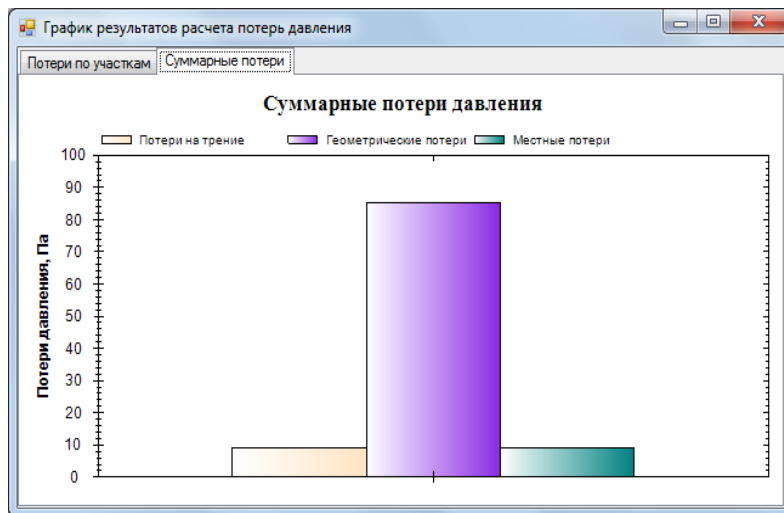 График результатов расчета потерь давления
Потери по участкам Суммарные потери
Суммарные потери давления
Потери на трение Геометрические потери Местные потери
Потери давления, Па
100
90
80
70
60
50
40
30
20
10
0